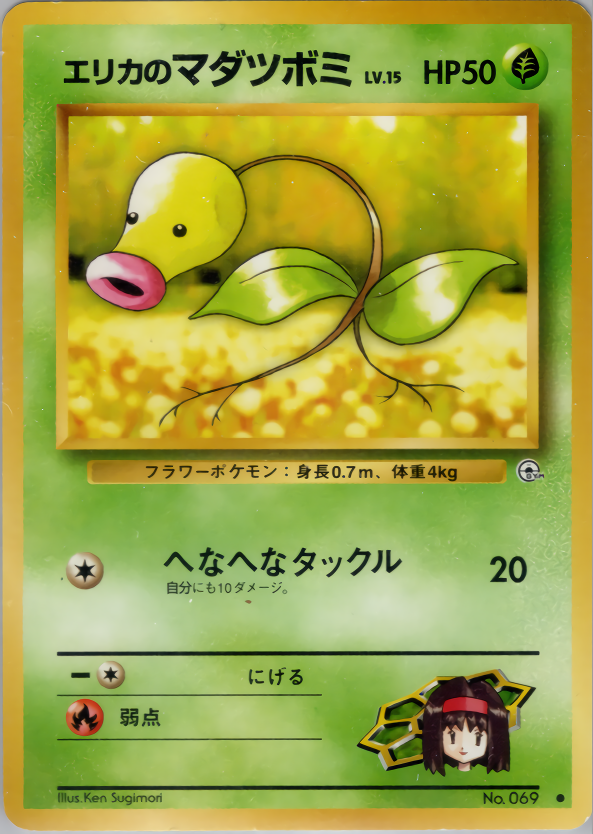 エリカのマダツボミ LV.15 HP50
フラワーポケモン：身長0.7m、体重4kg
GYM
へなへなタックル 20
自分にも10ダメージ。
にげる
弱点
Illus.Ken Sugimori No. 069